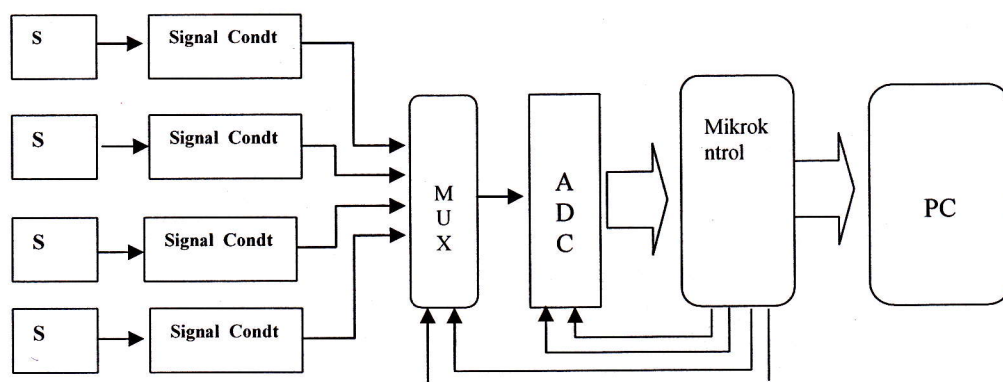 S
Signal Condt
S
Signal Condt
S
Signal Condt
S
Signal Condt
M
U
X
A
D
C
Mikrok
ntrol
PC